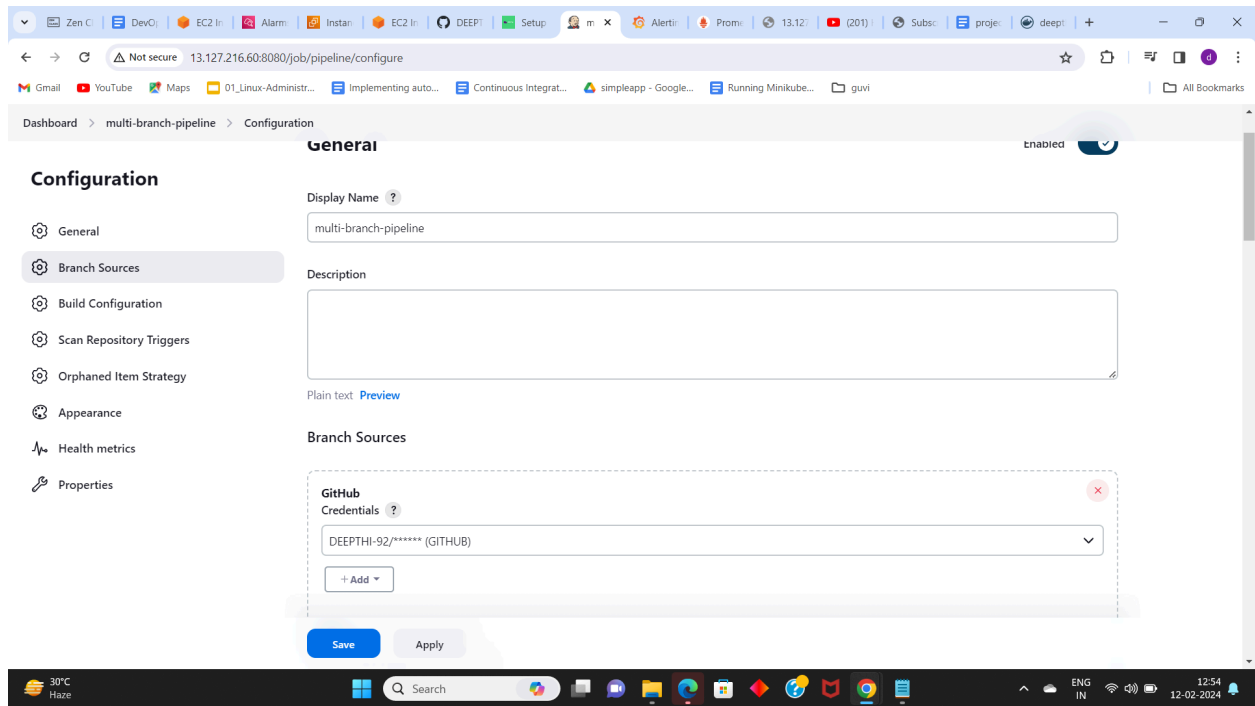 Zen Cl
DevOp
EC2 In
Alarm
Instan
EC2 In
DEEPT
Setup
m
Alertin
Prome
13.127
(201)
Subsc
projec
deept
Not secure 13.127.216.60:8080/job/pipeline/configure
d
Gmail YouTube Maps 01_Linux-Administr... Implementing auto... Continuous Integrat... simpleapp - Google... Running Minikube... guvi All Bookmarks
Dashboard > multi-branch-pipeline > Configuration
Configuration
General
Branch Sources
Build Configuration
Scan Repository Triggers
Orphaned Item Strategy
Appearance
Health metrics
Properties
General
Enabled
Display Name ?
multi-branch-pipeline
Description
Plain text Preview
Branch Sources
GitHub
Credentials ?
DEEPTHI-92/****** (GITHUB)
+ Add
Save Apply
30°C
Haze
Search
ENG
IN
12:54
12-02-2024